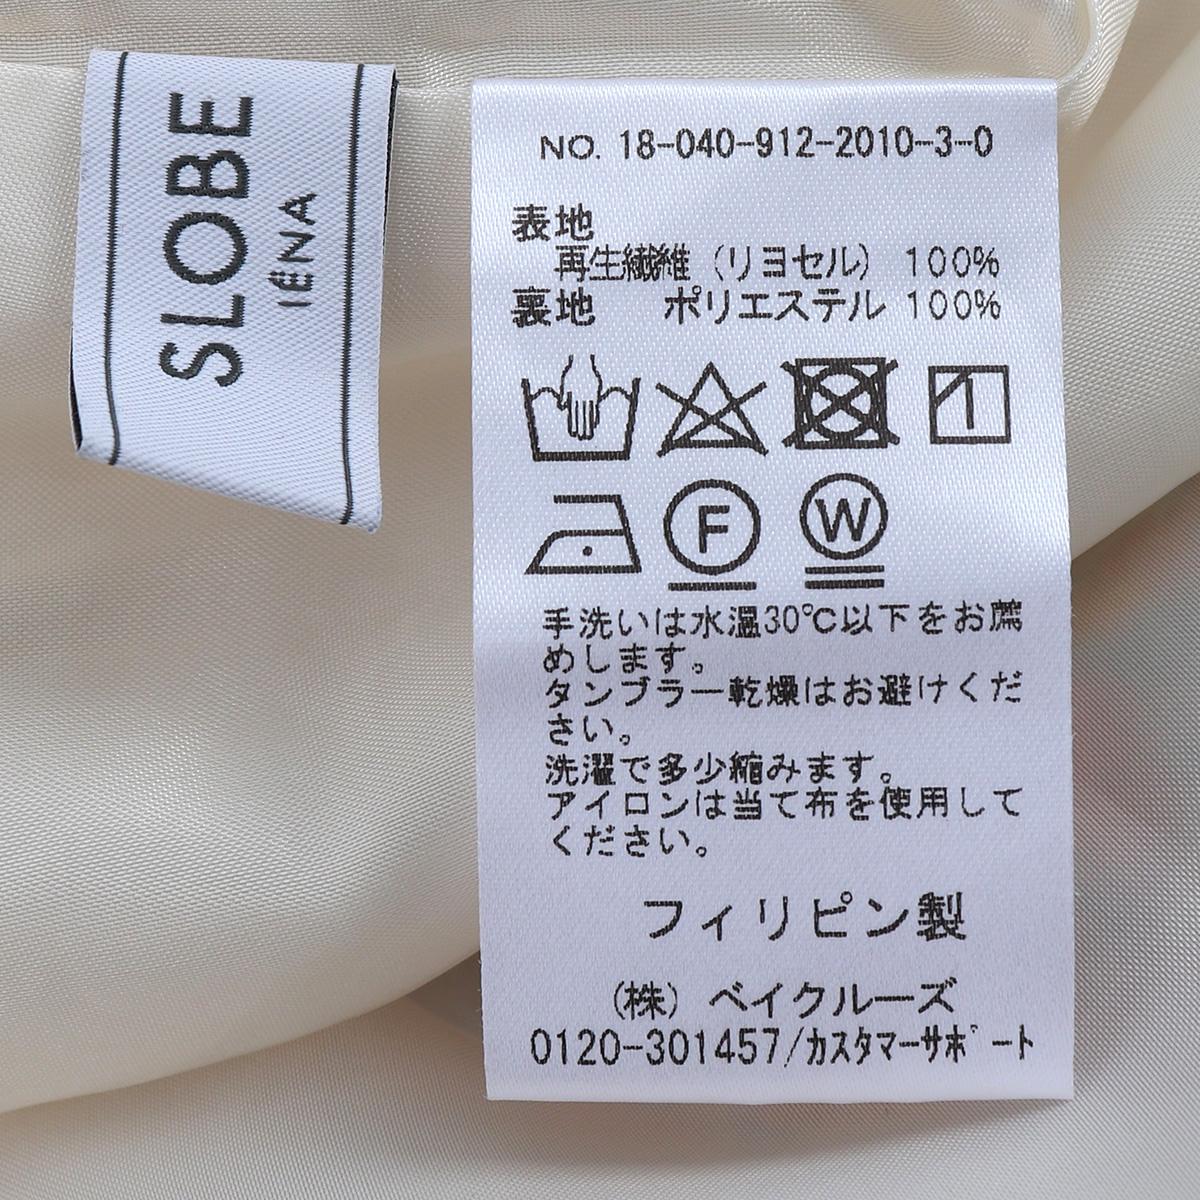 SLOBE
IÉNA
NO. 18-040-912-2010-3-0
表地
再生繊維（リヨセル） 100%
裏地 ポリエステル 100%
F W
手洗いは水温30℃以下をお薦
めします。
タンブラー乾燥はお避けくだ
さい。
洗濯で多少縮みます。
アイロンは当て布を使用して
ください。
フィリピン製
（株） ベイクルーズ
0120-301457/ｶｽﾀﾏｰｻﾎﾟｰﾄ